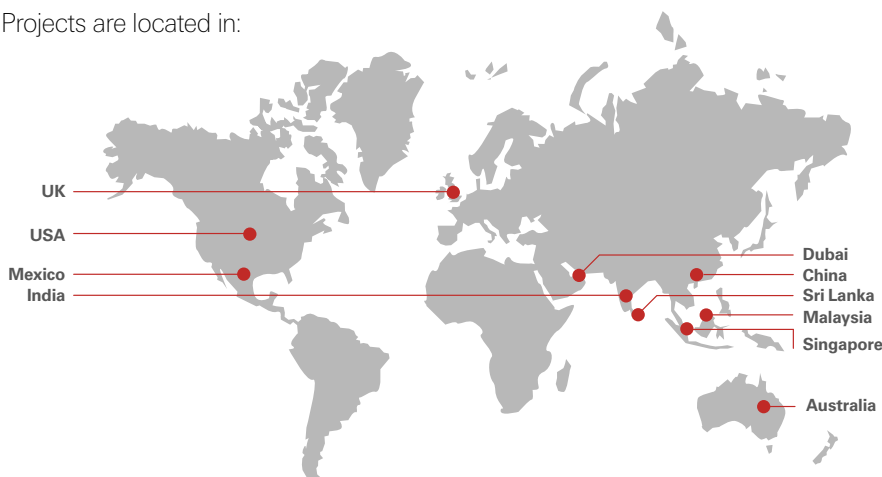 Projects are located in:
UK
USA
Mexico
India
Dubai
China
Sri Lanka
Malaysia
Singapore
Australia